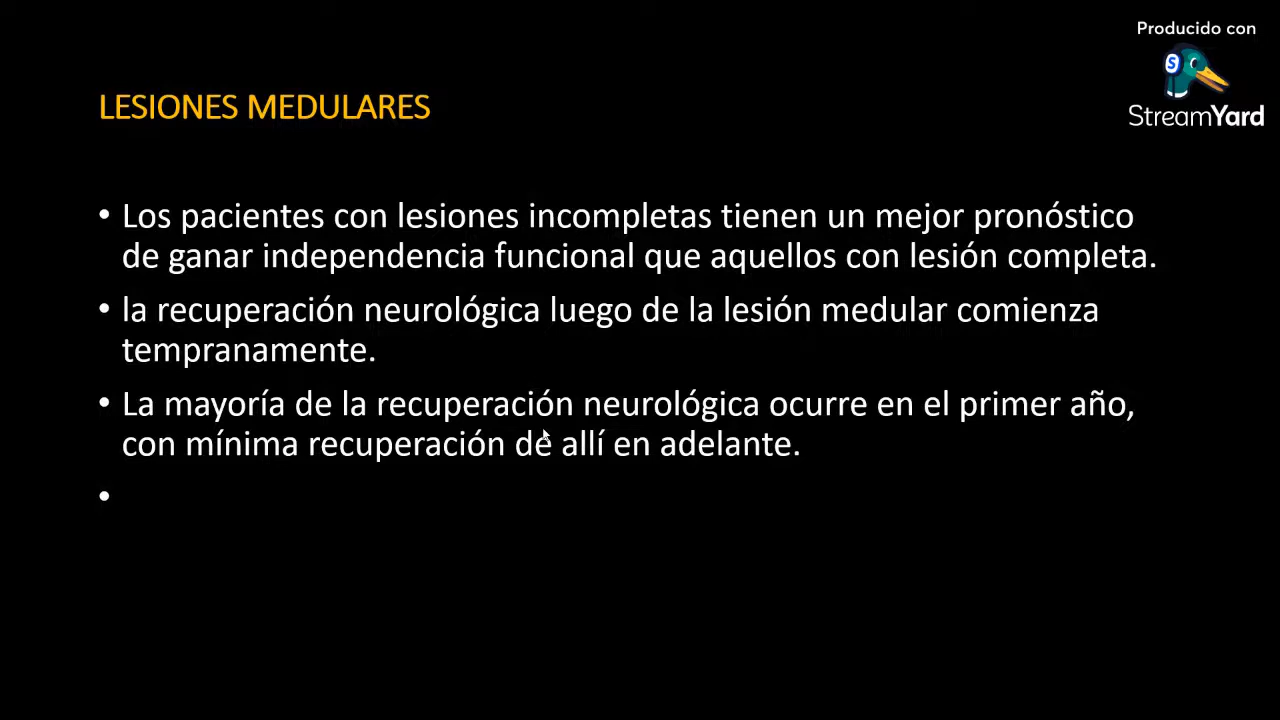 Producido con
S
StreamYard
LESIONES MEDULARES
• Los pacientes con lesiones incompletas tienen un mejor pronóstico
de ganar independencia funcional que aquellos con lesión completa.
• la recuperación neurológica luego de la lesión medular comienza
tempranamente.
• La mayoría de la recuperación neurológica ocurre en el primer año,
con mínima recuperación de allí en adelante.
•